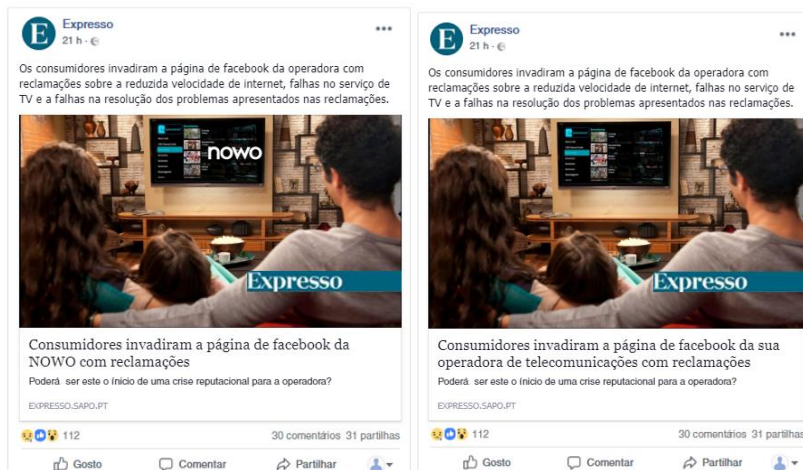 Expresso
21 h
Os consumidores invadiram a página de facebook da operadora com
reclamações sobre a reduzida velocidade de internet, falhas no serviço de
TV e a falhas na resolução dos problemas apresentados nas reclamações.
nowo
Expresso
Consumidores invadiram a página de facebook da
NOWO com reclamações
Poderá ser este o ínicio de uma crise reputacional para a operadora?
EXPRESSO.SAPO.PT
112
30 comentários 31 partilhas
Gosto
Comentar
Partilhar
Expresso
21 h
Os consumidores invadiram a página de facebook da operadora com
reclamações sobre a reduzida velocidade de internet, falhas no serviço de
TV e a falhas na resolução dos problemas apresentados nas reclamações.
Expresso
Consumidores invadiram a página de facebook da sua
operadora de telecomunicações com reclamações
Poderá ser este o ínicio de uma crise reputacional para a operadora?
EXPRESSO.SAPO.PT
112
30 comentários 31 partilhas
Gosto
Comentar
Partilhar